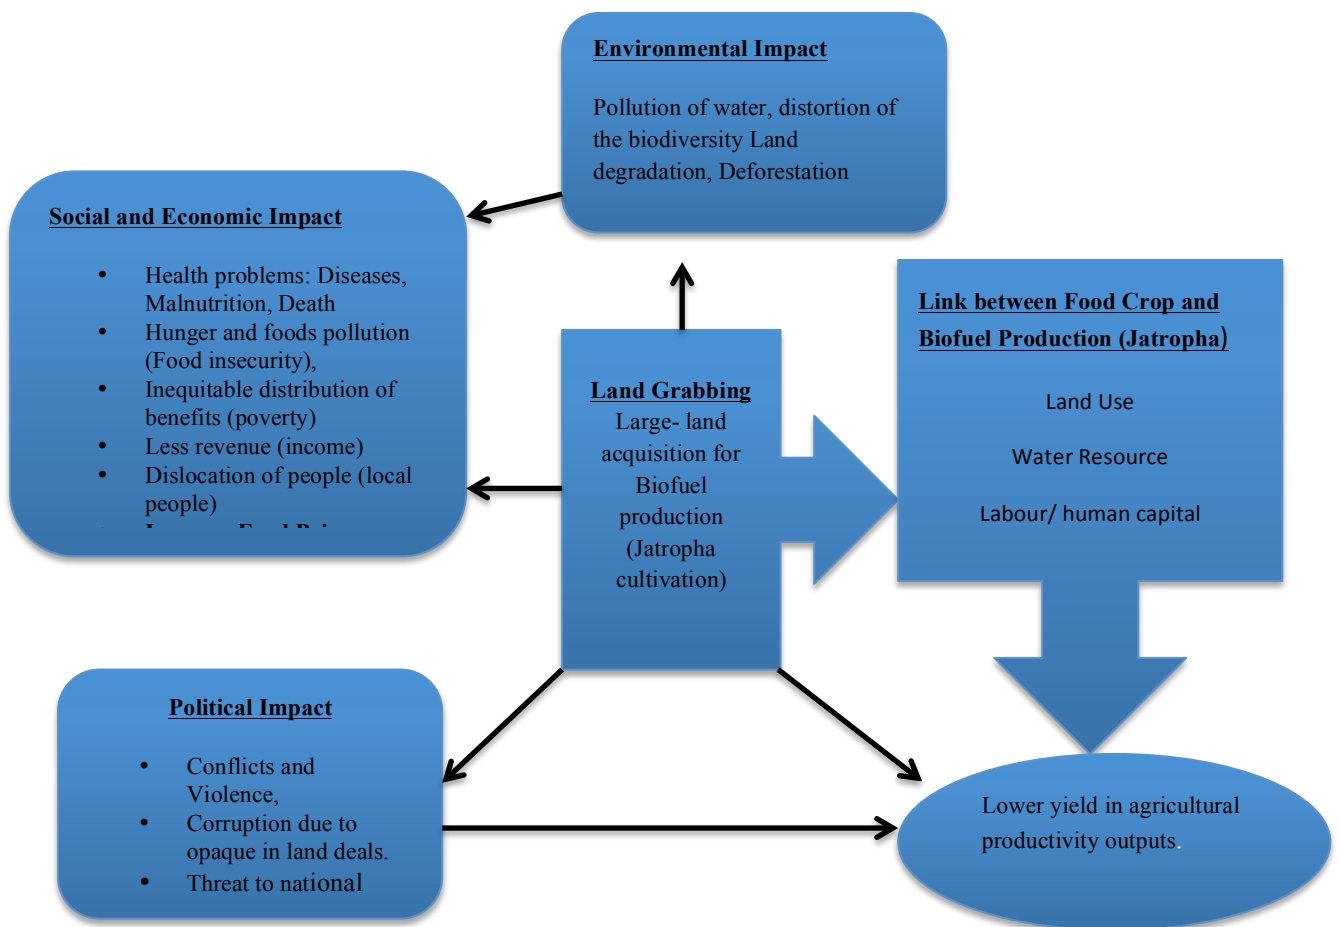 Environmental Impact
Pollution of water, distortion of
the biodiversity Land
degradation, Deforestation
Social and Economic Impact
• Health problems: Diseases,
Malnutrition, Death
• Hunger and foods pollution
(Food insecurity),
• Inequitable distribution of
benefits (poverty)
• Less revenue (income)
• Dislocation of people (local
people)
Link between Food Crop and
Biofuel Production (Jatropha)
Land Use
Water Resource
Labour/ human capital
Land Grabbing
Large- land
acquisition for
Biofuel
production
(Jatropha
cultivation)
Political Impact
• Conflicts and
Violence,
• Corruption due to
opaque in land deals.
• Threat to national
Lower yield in agricultural
productivity outputs.